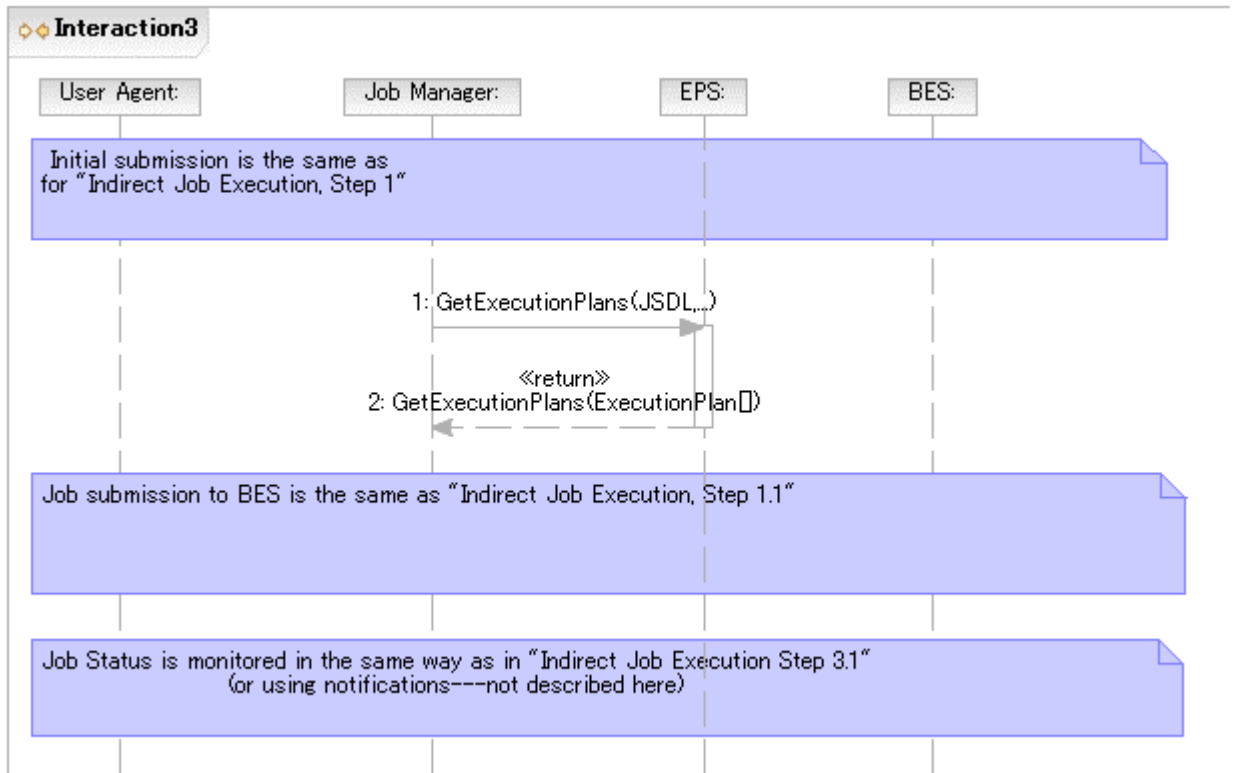 Interaction3
User Agent: Job Manager: EPS: BES:
Initial submission is the same as
for "Indirect Job Execution, Step 1"
1: GetExecutionPlans(JSDL,...)
≪return≫
2: GetExecutionPlans(ExecutionPlan[])
Job submission to BES is the same as "Indirect Job Execution, Step 1.1"
Job Status is monitored in the same way as in "Indirect Job Execution Step 3.1"
(or using notifications---not described here)